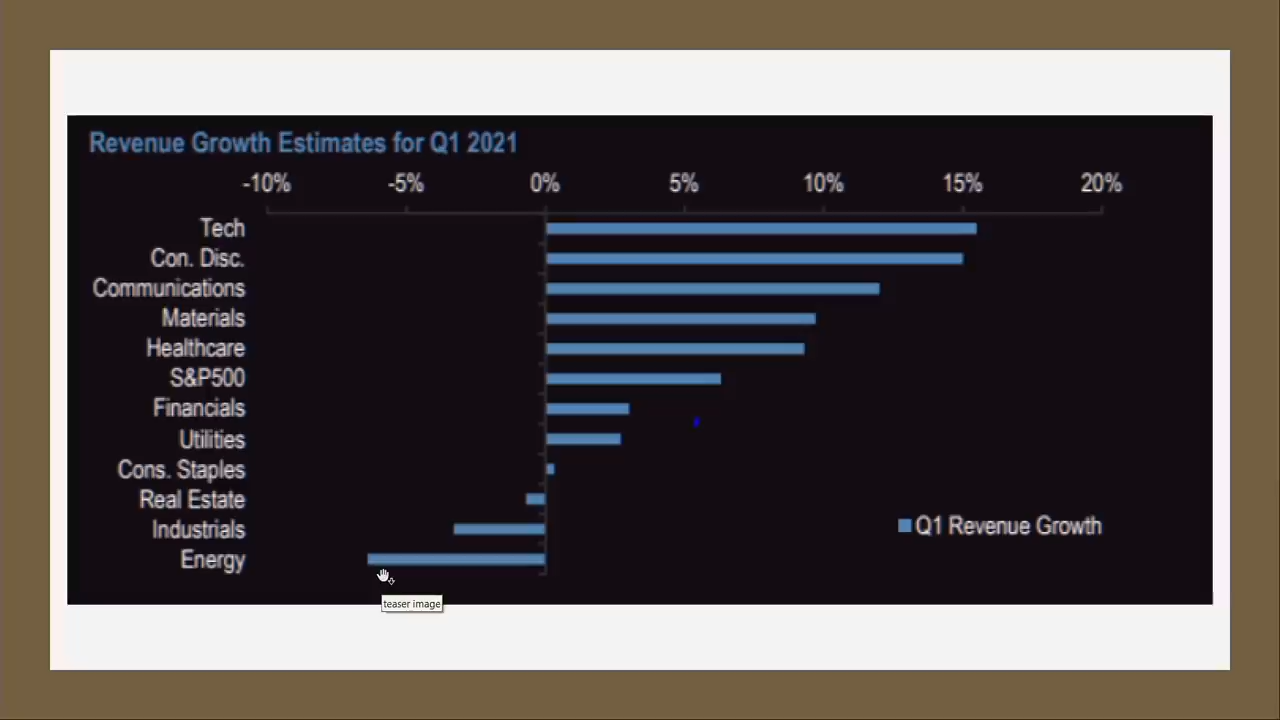 Revenue Growth Estimates for Q1 2021
-10% -5% 0% 5% 10% 15% 20%
Tech
Con. Disc.
Communications
Materials
Healthcare
S&P500
Financials
Utilities
Cons. Staples
Real Estate
Industrials
Q1 Revenue Growth
Energy
teaser image